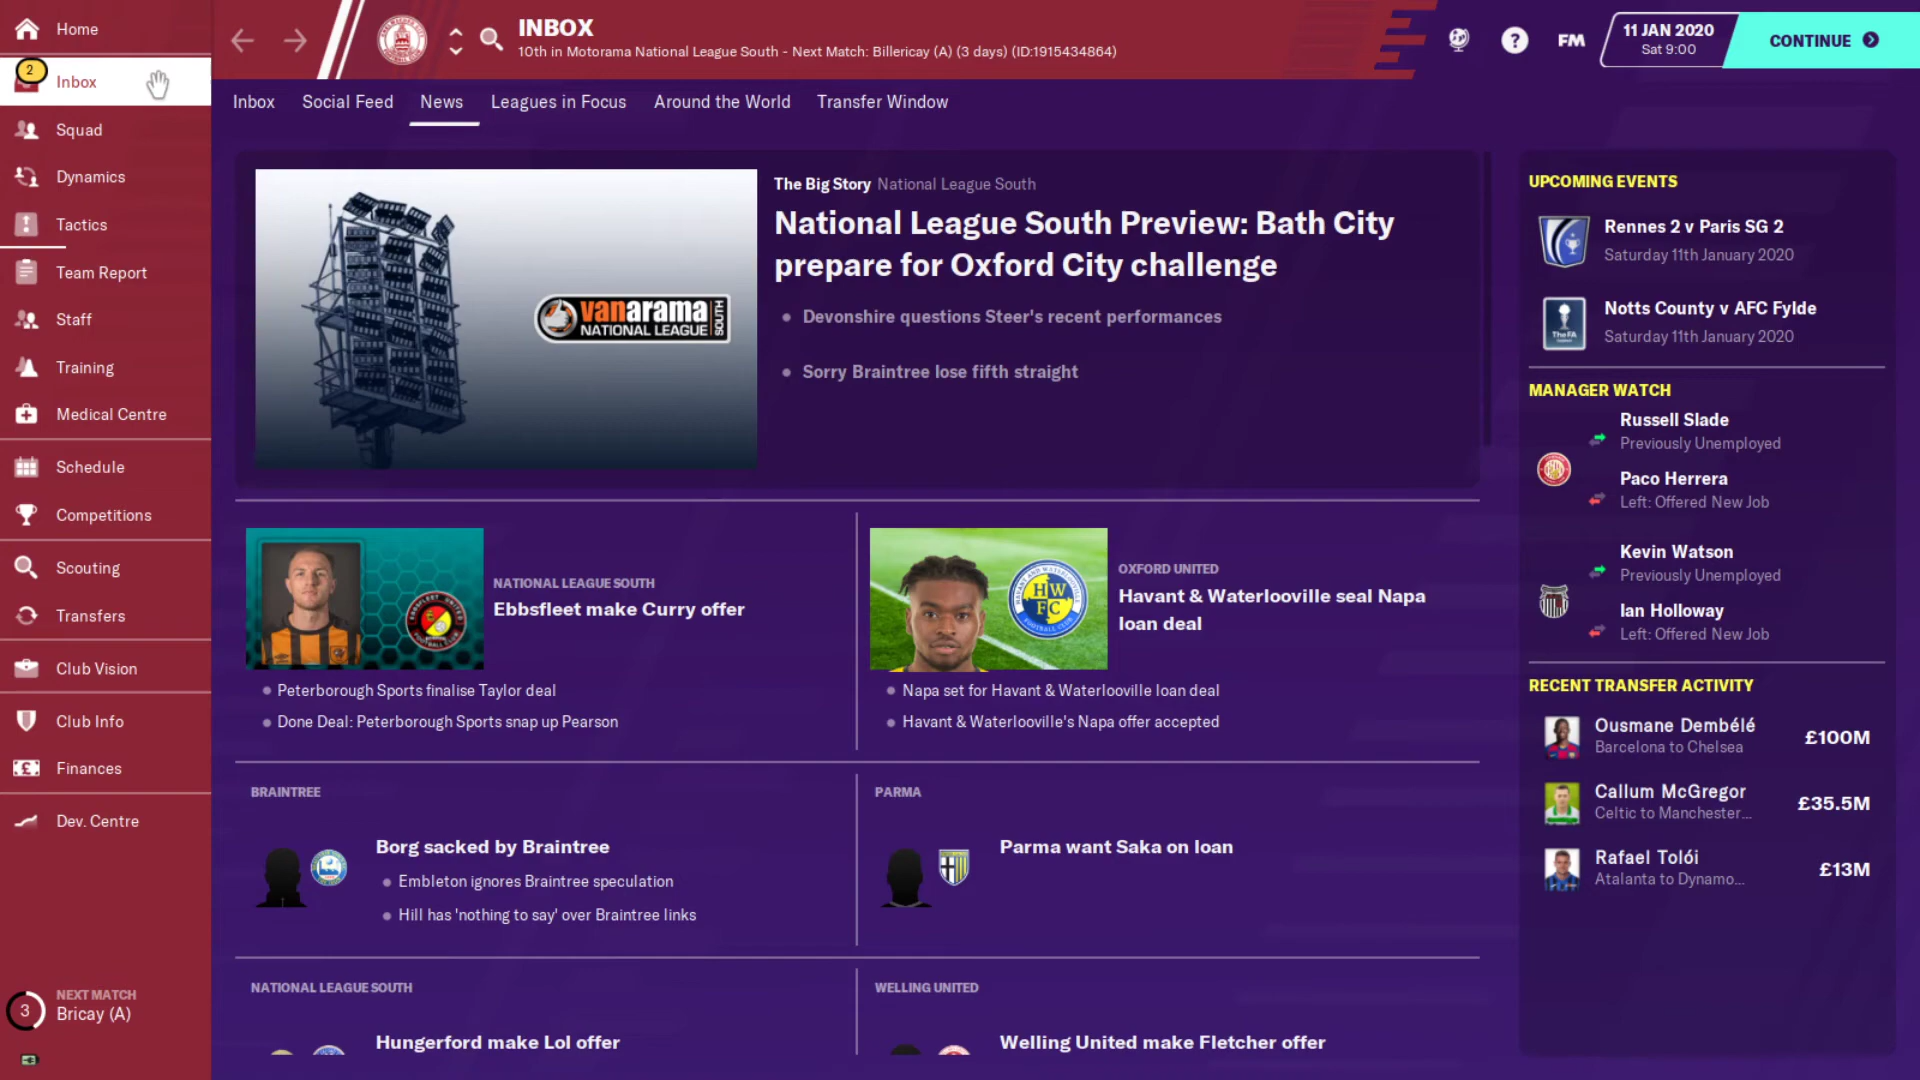 Home
2
Inbox
Squad
Dynamics
Tactics
Team Report
Staff
Training
Medical Centre
Schedule
Competitions
Scouting
Transfers
Club Vision
Club Info
Finances
Dev. Centre
3
NEXT MATCH
Bricay (A)
INBOX
10th in Motorama National League South - Next Match: Billericay (A) (3 days) (ID:1915434864)
?
FM
11 JAN 2020
Sat 9:00
CONTINUE
Inbox
Social Feed
News
Leagues in Focus
Around the World
Transfer Window
vanarama
NATIONAL LEAGUE
SOUTH
The Big Story National League South
National League South Preview: Bath City
prepare for Oxford City challenge
Devonshire questions Steer's recent performances
Sorry Braintree lose fifth straight
NATIONAL LEAGUE SOUTH
Ebbsfleet make Curry offer
Peterborough Sports finalise Taylor deal
Done Deal: Peterborough Sports snap up Pearson
HW
FC
OXFORD UNITED
Havant & Waterlooville seal Napa
loan deal
Napa set for Havant & Waterlooville loan deal
Havant & Waterlooville's Napa offer accepted
BRAINTREE
Borg sacked by Braintree
Embleton ignores Braintree speculation
Hill has 'nothing to say' over Braintree links
PARMA
Parma want Saka on loan
NATIONAL LEAGUE SOUTH
Hungerford make Lol offer
WELLING UNITED
Welling United make Fletcher offer
UPCOMING EVENTS
Rennes 2 v Paris SG 2
Saturday 11th January 2020
The FA
Notts County v AFC Fylde
Saturday 11th January 2020
MANAGER WATCH
Russell Slade
Previously Unemployed
Paco Herrera
Left: Offered New Job
Kevin Watson
Previously Unemployed
Ian Holloway
Left: Offered New Job
RECENT TRANSFER ACTIVITY
Ousmane Dembélé
Barcelona to Chelsea
£100M
Callum McGregor
Celtic to Manchester...
£35.5M
Rafael Tolói
Atalanta to Dynamo...
£13M